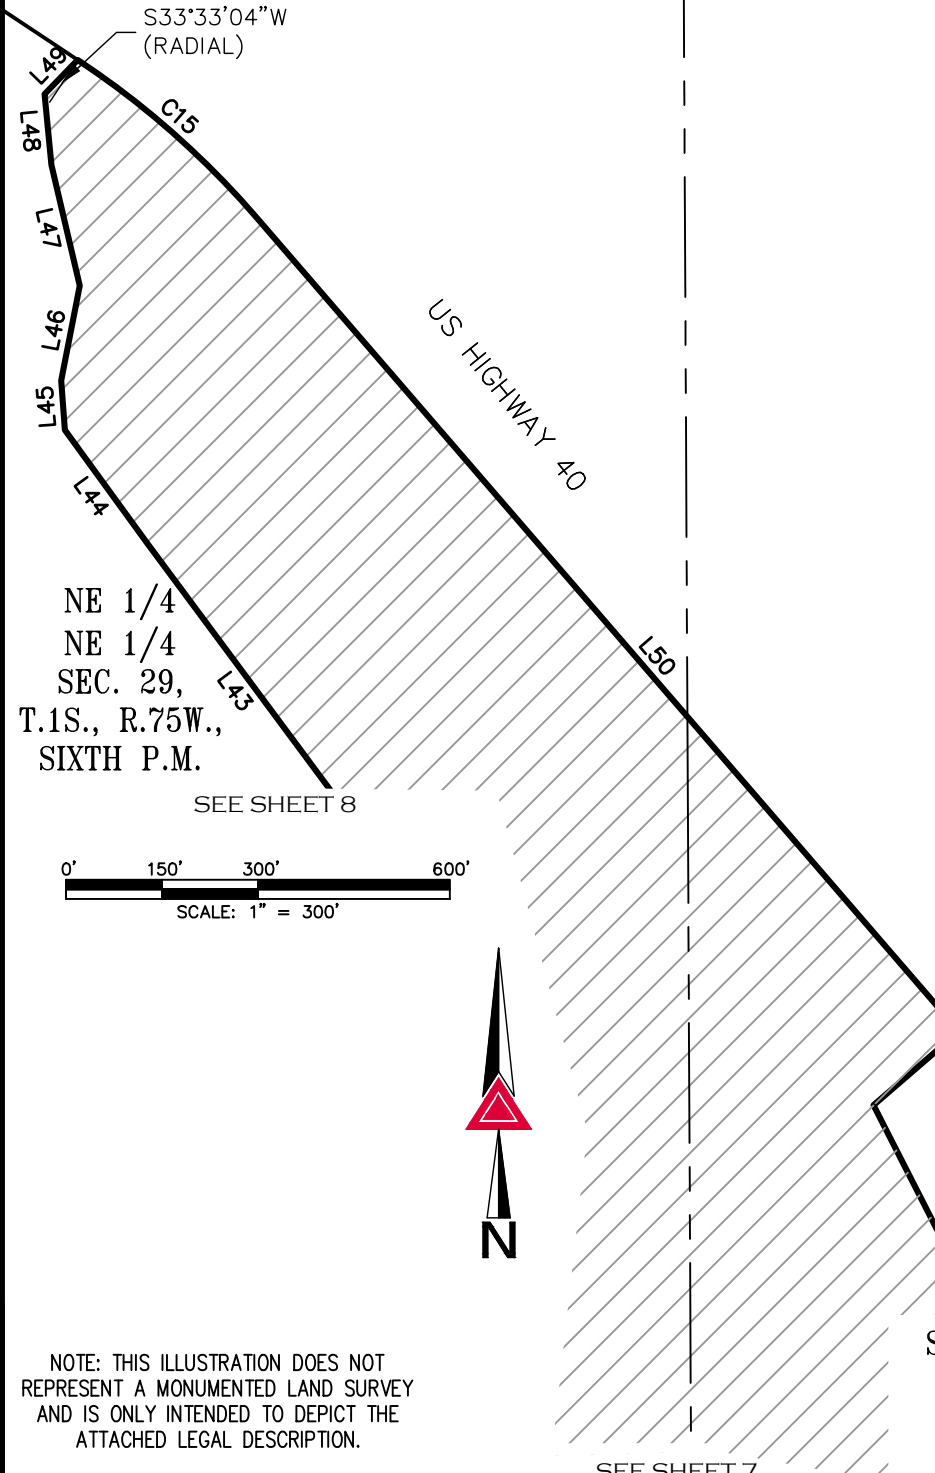 S33°33'04"W
(RADIAL)
L49
C15
L48
L47
L46
L45
L44
US HIGHWAY 40
L50
NE 1/4
NE 1/4
SEC. 29,
T.1S., R.75W.,
SIXTH P.M.
L43
SEE SHEET 8
0' 150' 300' 600'
SCALE: 1" = 300'
N
S
NOTE: THIS ILLUSTRATION DOES NOT
REPRESENT A MONUMENTED LAND SURVEY
AND IS ONLY INTENDED TO DEPICT THE
ATTACHED LEGAL DESCRIPTION.
SEE SHEET 7